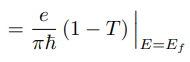 = e/πħ (1 − T) |_{E=E_f}